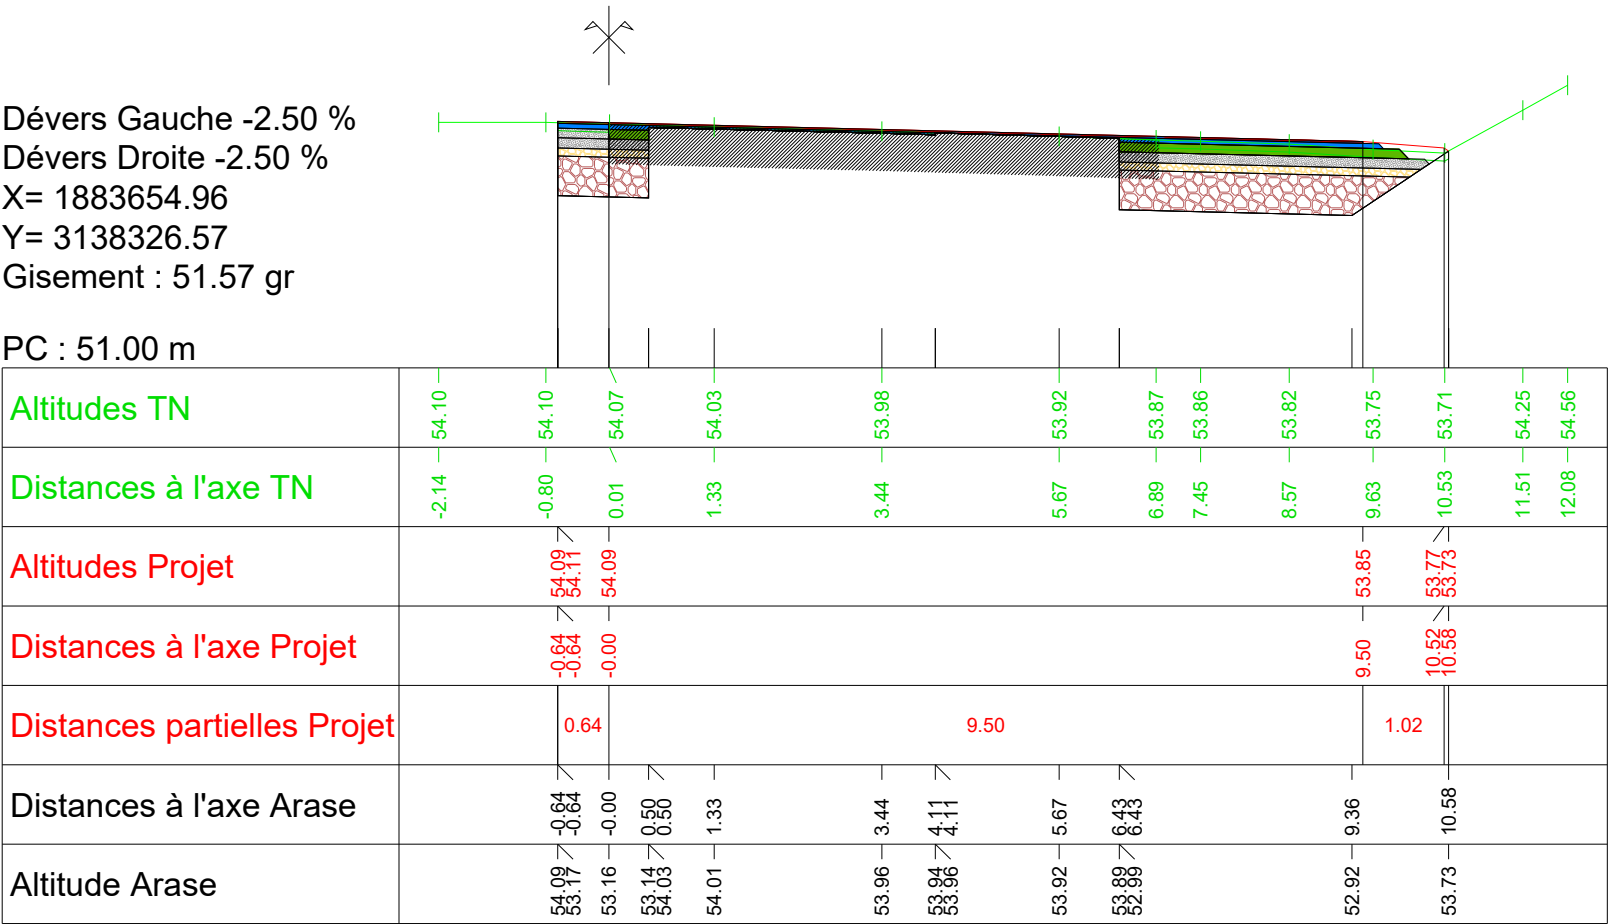 Dévers Gauche -2.50 %
Dévers Droite -2.50 %
X= 1883654.96
Y= 3138326.57
Gisement : 51.57 gr
PC : 51.00 m
Altitudes TN 54.10 54.10 54.07 54.03 53.98 53.92 53.87 53.86 53.82 53.75 53.71 54.25 54.56
Distances à l'axe TN -2.14 -0.80 0.01 1.33 3.44 5.67 6.89 7.45 8.57 9.63 10.53 11.51 12.08
Altitudes Projet 54.09 54.11 54.09 53.85 53.77 53.73
Distances à l'axe Projet -0.64 -0.64 -0.00 9.50 10.52 10.58
Distances partielles Projet 0.64 9.50 1.02
Distances à l'axe Arase -0.64 -0.64 -0.00 0.50 0.50 1.33 3.44 4.11 4.11 5.67 6.43 6.43 9.36 10.58
Altitude Arase 54.09 53.17 53.16 53.14 54.03 54.01 53.96 53.94 53.96 53.92 53.89 52.99 52.92 53.73